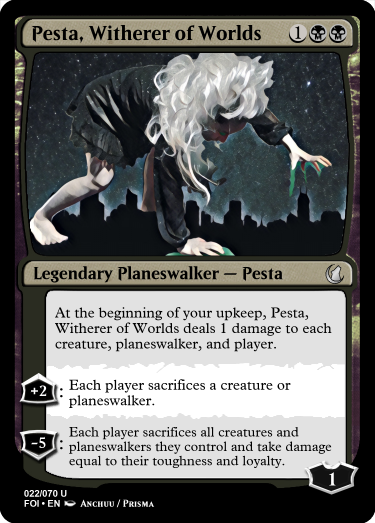 Pesta, Witherer of Worlds 1
Legendary Planeswalker — Pesta
At the beginning of your upkeep, Pesta,
Witherer of Worlds deals 1 damage to each
creature, planeswalker, and player.
+2: Each player sacrifices a creature or
planeswalker.
-5: Each player sacrifices all creatures and
planeswalkers they control and take damage
equal to their toughness and loyalty.
1
022/070 U
FOI • EN Anchuu / Prisma